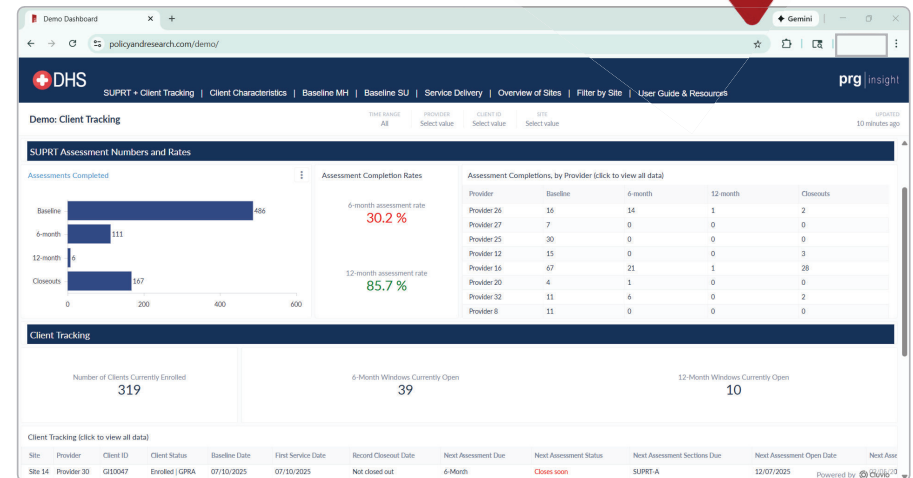 Demo Dashboard
Gemini
policyandresearch.com/demo/
DHS
prg insight
SUPRT + Client Tracking | Client Characteristics | Baseline MH | Baseline SU | Service Delivery | Overview of Sites | Filter by Site | User Guide & Resources
Demo: Client Tracking
TIME RANGE PROVIDER CLIENT ID SITE UPDATED
All Select value Select value Select value 10 minutes ago
SUPRT Assessment Numbers and Rates
Assessments Completed
Baseline 486
6-month 111
12-month 6
Closeouts 167
0 200 400 600
Assessment Completion Rates
6-month assessment rate
30.2 %
12-month assessment rate
85.7 %
Assessment Completions, by Provider (click to view all data)
Provider Baseline 6-month 12-month Closeouts
Provider 26 16 14 1 2
Provider 27 7 0 0 0
Provider 25 30 0 0 0
Provider 12 15 0 0 3
Provider 16 67 21 1 28
Provider 20 4 1 0 0
Provider 32 11 6 0 2
Provider 8 11 0 0 0
Client Tracking
Number of Clients Currently Enrolled
319
6-Month Windows Currently Open
39
12-Month Windows Currently Open
10
Client Tracking (click to view all data)
Site Provider Client ID Client Status Baseline Date First Service Date Record Closeout Date Next Assessment Due Next Assessment Status Next Assessment Sections Due Next Assessment Open Date Next Asse
Site 14 Provider 30 GI10047 Enrolled | GPRA 07/10/2025 07/10/2025 Not closed out 6-Month Closes soon SUPRT-A 12/07/2025
Powered by Cluvio